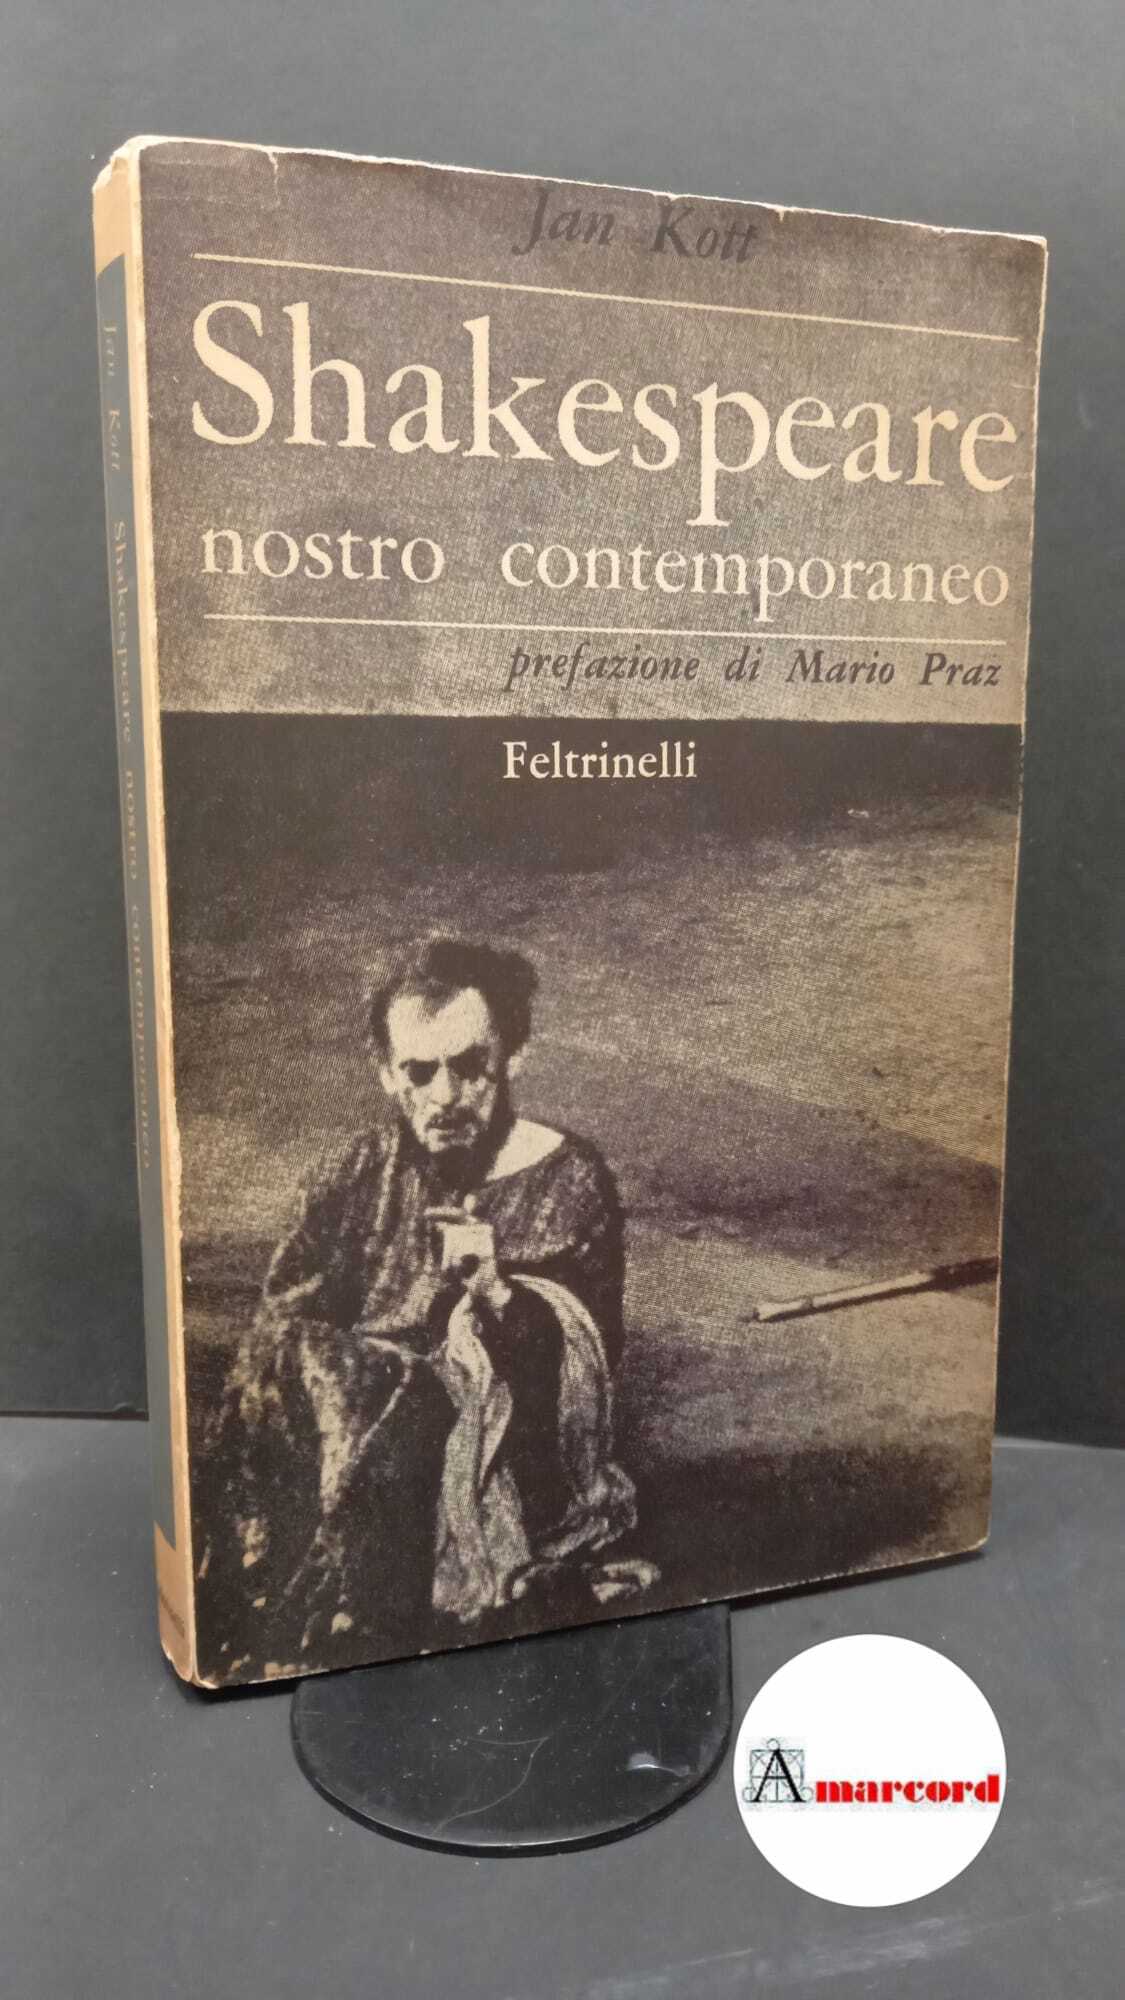 Jan Kott
Shakespeare
nostro contemporaneo
prefazione di Mario Praz
Feltrinelli
Jan Kott Shakespeare nostro contemporaneo
Amarcord